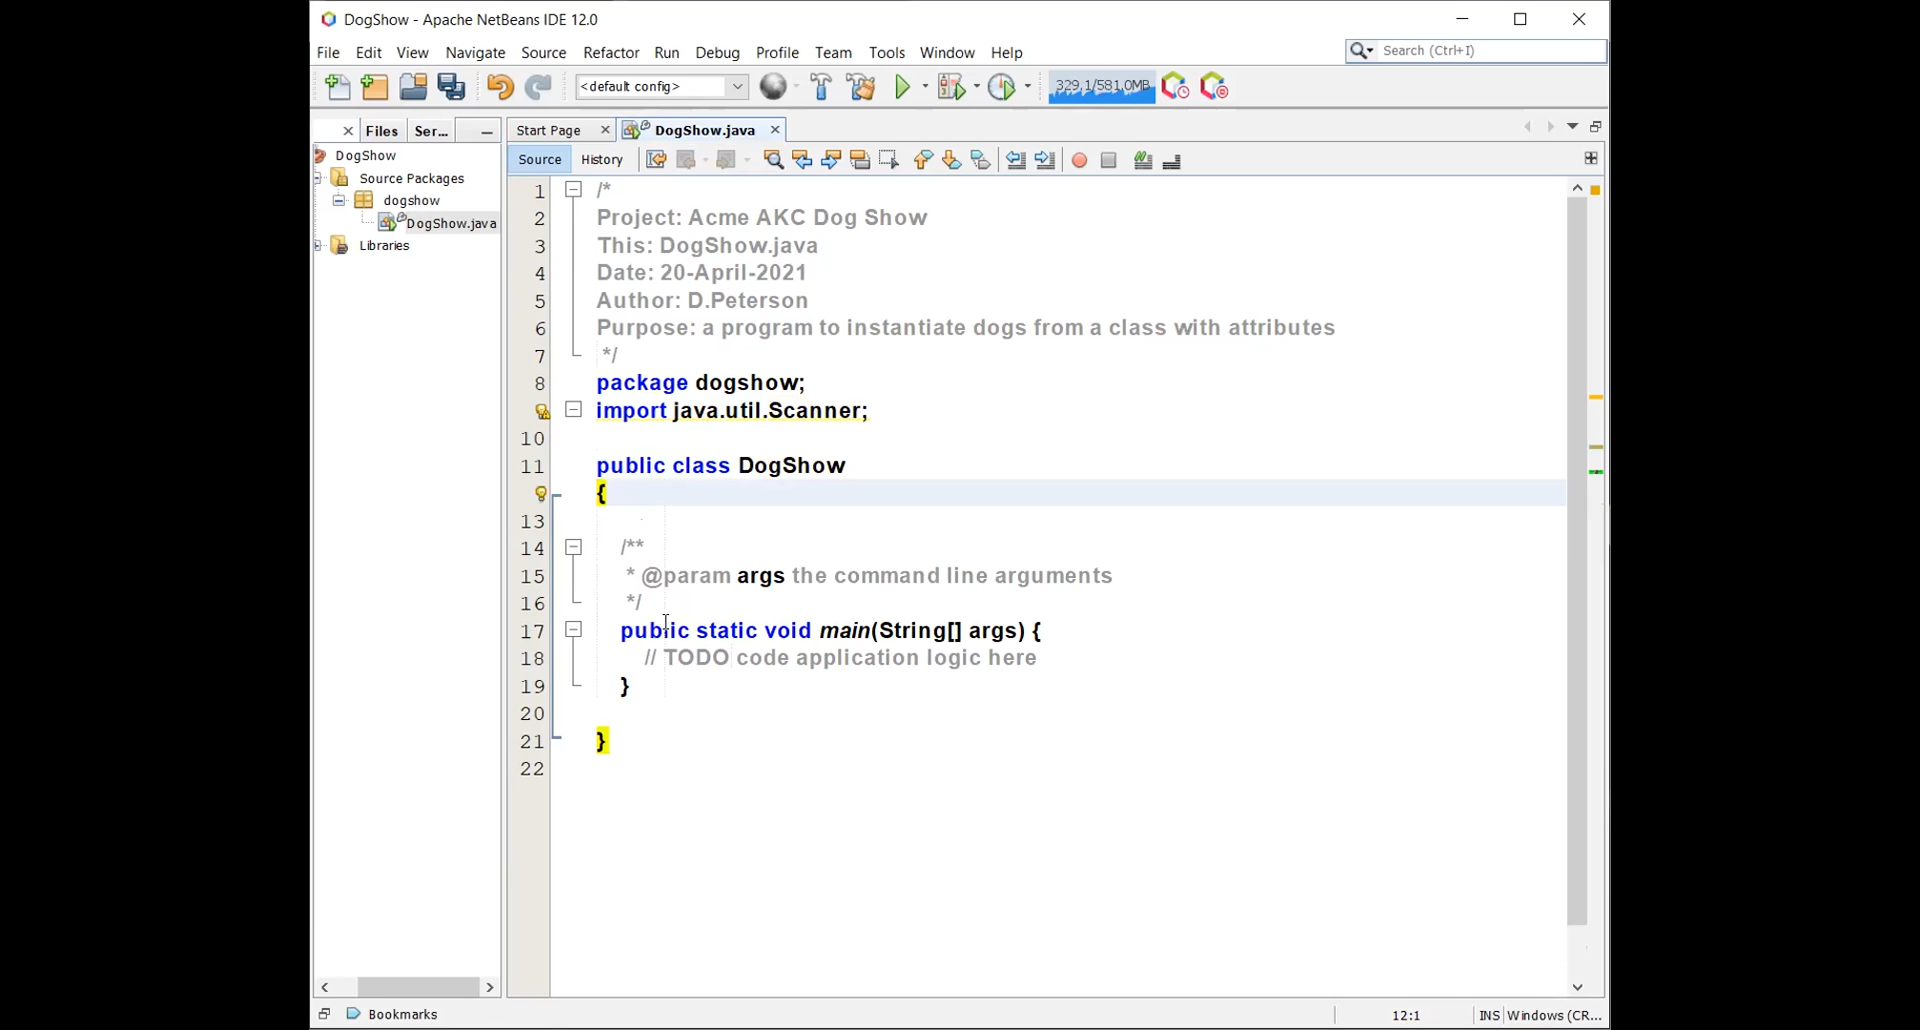 DogShow - Apache NetBeans IDE 12.0
File Edit View Navigate Source Refactor Run Debug Profile Team Tools Window Help
Search (Ctrl+I)
<default config>
329,1/581,0MB
Files Ser...
Start Page DogShow.java
DogShow
Source Packages
dogshow
DogShow.java
Libraries
Source History
1 /*
2 Project: Acme AKC Dog Show
3 This: DogShow.java
4 Date: 20-April-2021
5 Author: D.Peterson
6 Purpose: a program to instantiate dogs from a class with attributes
7 */
8 package dogshow;
import java.util.Scanner;
10
11 public class DogShow
{
13
14 /**
15 * @param args the command line arguments
16 */
17 public static void main(String[] args) {
18 // TODO code application logic here
19 }
20
21 }
22
Bookmarks
12:1 INS Windows (CR...